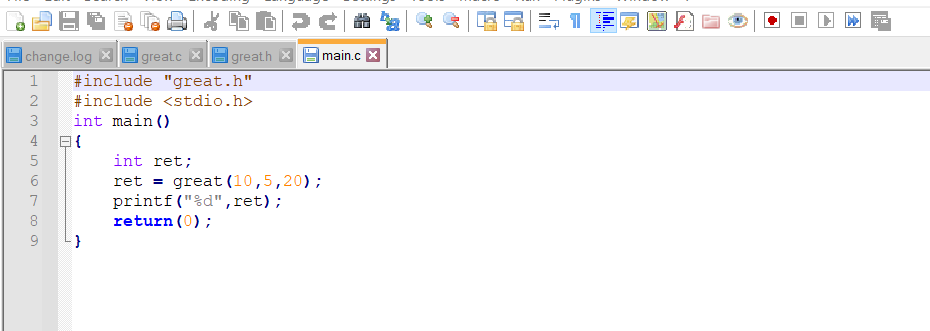 change.log great.c great.h main.c
1 #include "great.h"
2 #include <stdio.h>
3 int main()
4 {
5 int ret;
6 ret = great(10,5,20);
7 printf("%d",ret);
8 return(0);
9 }